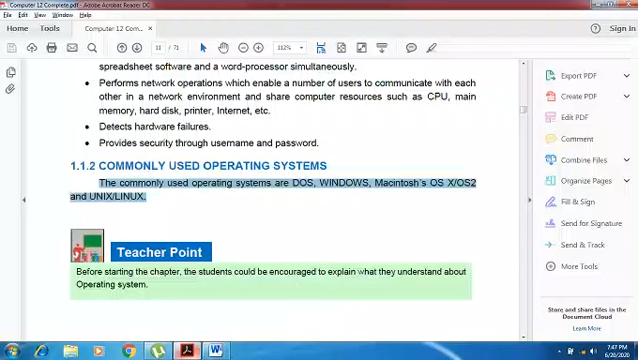 Computer 12 Complete.pdf - Adobe Acrobat Reader DC
File Edit View Window Help
Home Tools Computer 12 Com... × Sign In
11 / 71 112%
spreadsheet software and a word-processor simultaneously.
• Performs network operations which enable a number of users to communicate with each
other in a network environment and share computer resources such as CPU, main
memory, hard disk, printer, Internet, etc.
• Detects hardware failures.
• Provides security through username and password.
1.1.2 COMMONLY USED OPERATING SYSTEMS
The commonly used operating systems are DOS, WINDOWS, Macintosh's OS X/OS2
and UNIX/LINUX.
Teacher Point
Before starting the chapter, the students could be encouraged to explain what they understand about
Operating system.
Export PDF
Create PDF
Edit PDF
Comment
Combine Files
Organize Pages
Fill & Sign
Send for Signature
Send & Track
More Tools
Store and share files in the
Document Cloud
Learn More
7:47 PM
6/20/2020